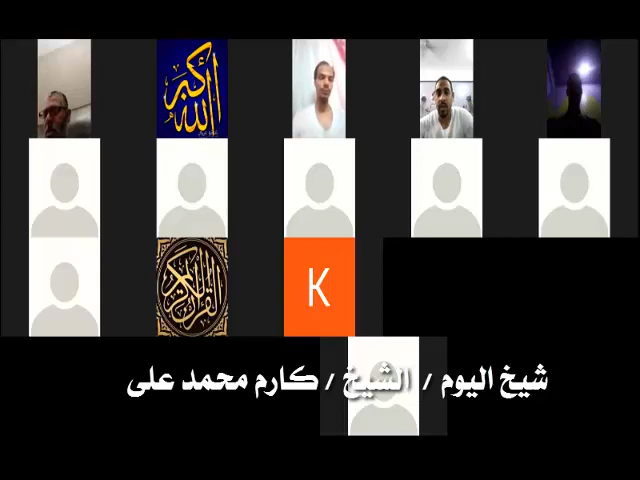 الله أكبر
القرآن الكريم
K
شيخ اليوم / الشيخ / كارم محمد على